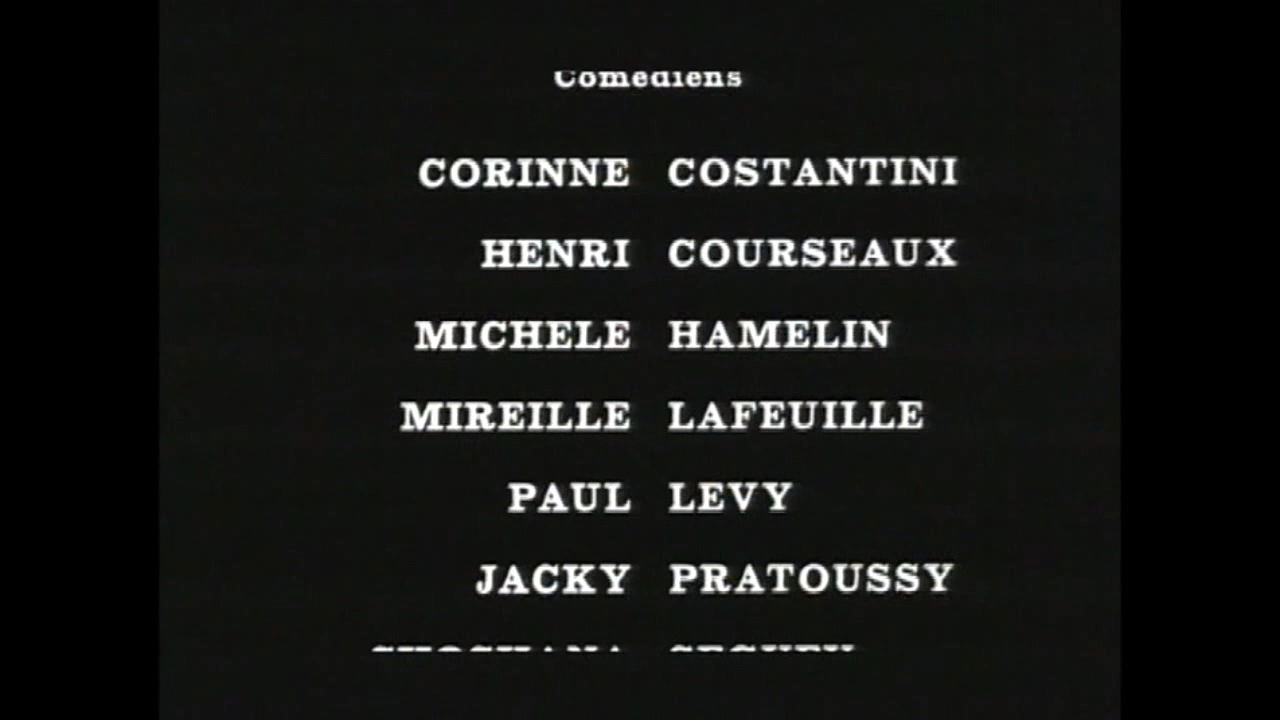 Comediens
CORINNE COSTANTINI
HENRI COURSEAUX
MICHELE HAMELIN
MIREILLE LAFEUILLE
PAUL LEVY
JACKY PRATOUSSY